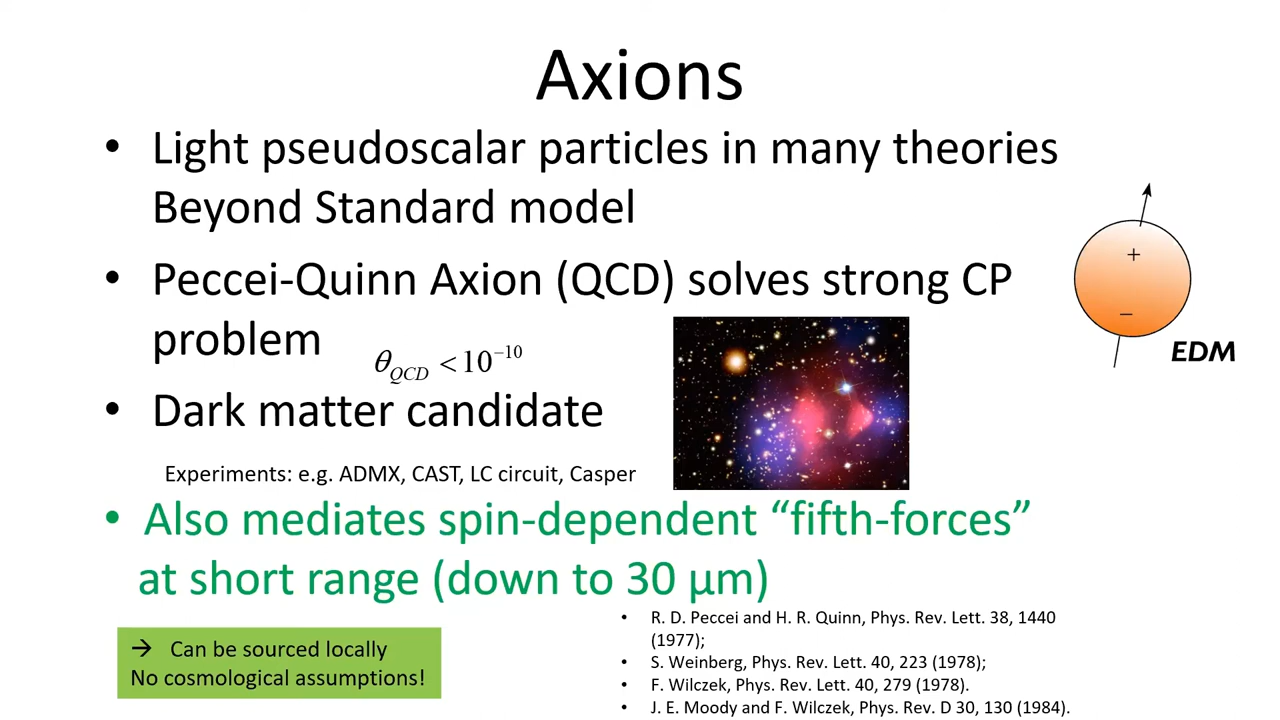 Axions
• Light pseudoscalar particles in many theories
Beyond Standard model
• Peccei-Quinn Axion (QCD) solves strong CP
problem
θ_QCD < 10^−10
+
−
EDM
• Dark matter candidate
Experiments: e.g. ADMX, CAST, LC circuit, Casper
• Also mediates spin-dependent “fifth-forces”
at short range (down to 30 μm)
→ Can be sourced locally
No cosmological assumptions!
• R. D. Peccei and H. R. Quinn, Phys. Rev. Lett. 38, 1440
(1977);
• S. Weinberg, Phys. Rev. Lett. 40, 223 (1978);
• F. Wilczek, Phys. Rev. Lett. 40, 279 (1978).
• J. E. Moody and F. Wilczek, Phys. Rev. D 30, 130 (1984).